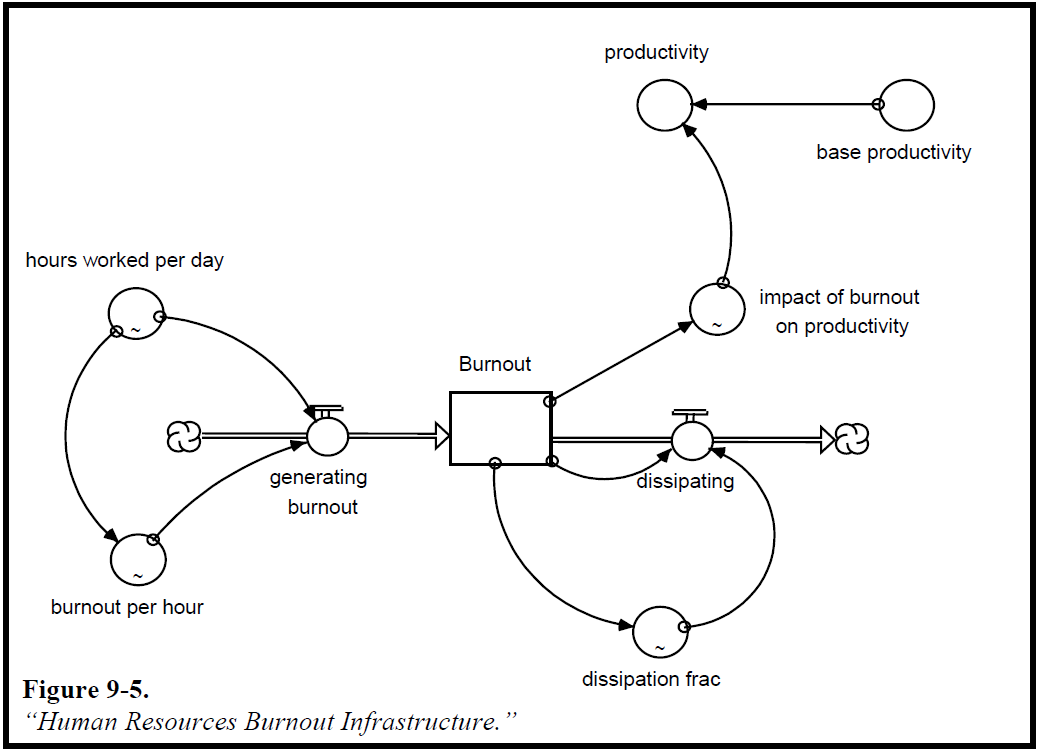 productivity
base productivity
hours worked per day
impact of burnout
on productivity
~
~
Burnout
generating
burnout
dissipating
~
burnout per hour
~
dissipation frac
Figure 9-5.
“Human Resources Burnout Infrastructure.”